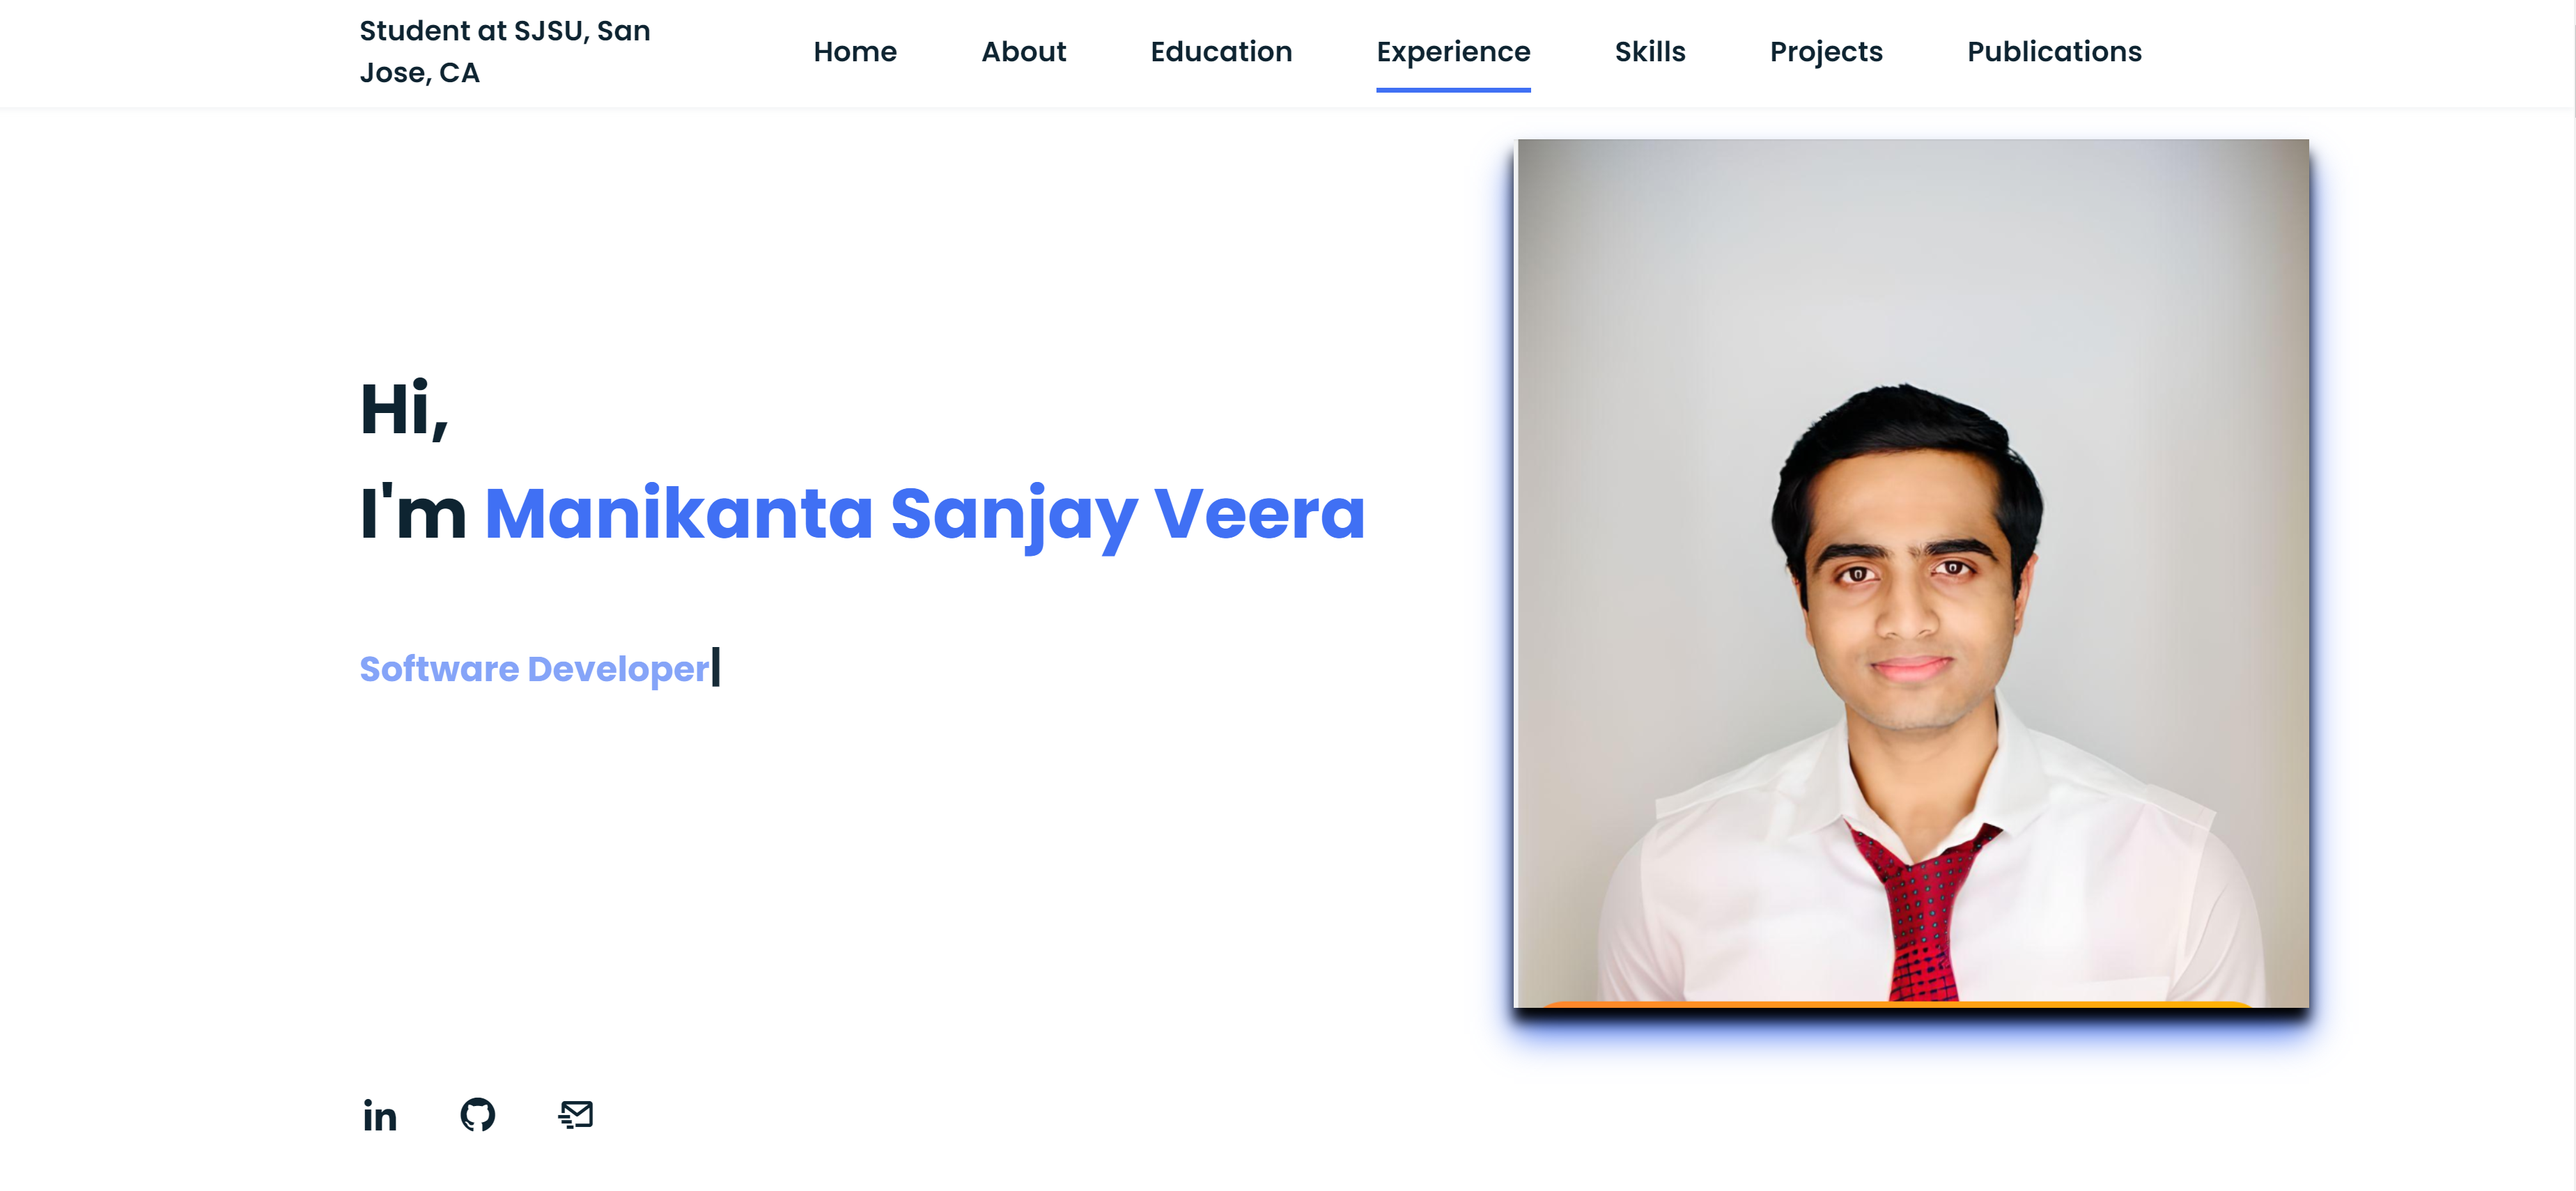 Student at SJSU, San
Jose, CA
Home About Education Experience Skills Projects Publications
Hi,
I'm Manikanta Sanjay Veera
Software Developer
in